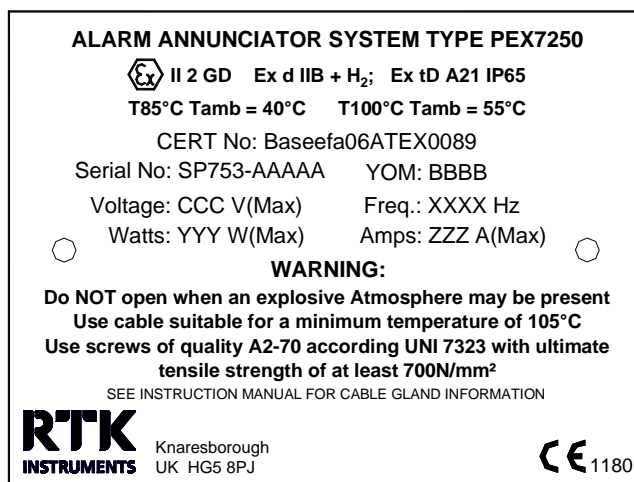 ALARM ANNUNCIATOR SYSTEM TYPE PEX7250
Ex II 2 GD Ex d IIB + H₂; Ex tD A21 IP65
T85°C Tamb = 40°C T100°C Tamb = 55°C
CERT No: Baseefa06ATEX0089
Serial No: SP753-AAAAA YOM: BBBB
Voltage: CCC V(Max) Freq.: XXXX Hz
Watts: YYY W(Max) Amps: ZZZ A(Max)
WARNING:
Do NOT open when an explosive Atmosphere may be present
Use cable suitable for a minimum temperature of 105°C
Use screws of quality A2-70 according UNI 7323 with ultimate
tensile strength of at least 700N/mm²
SEE INSTRUCTION MANUAL FOR CABLE GLAND INFORMATION
RTK
INSTRUMENTS
Knaresborough
UK HG5 8PJ
CE 1180